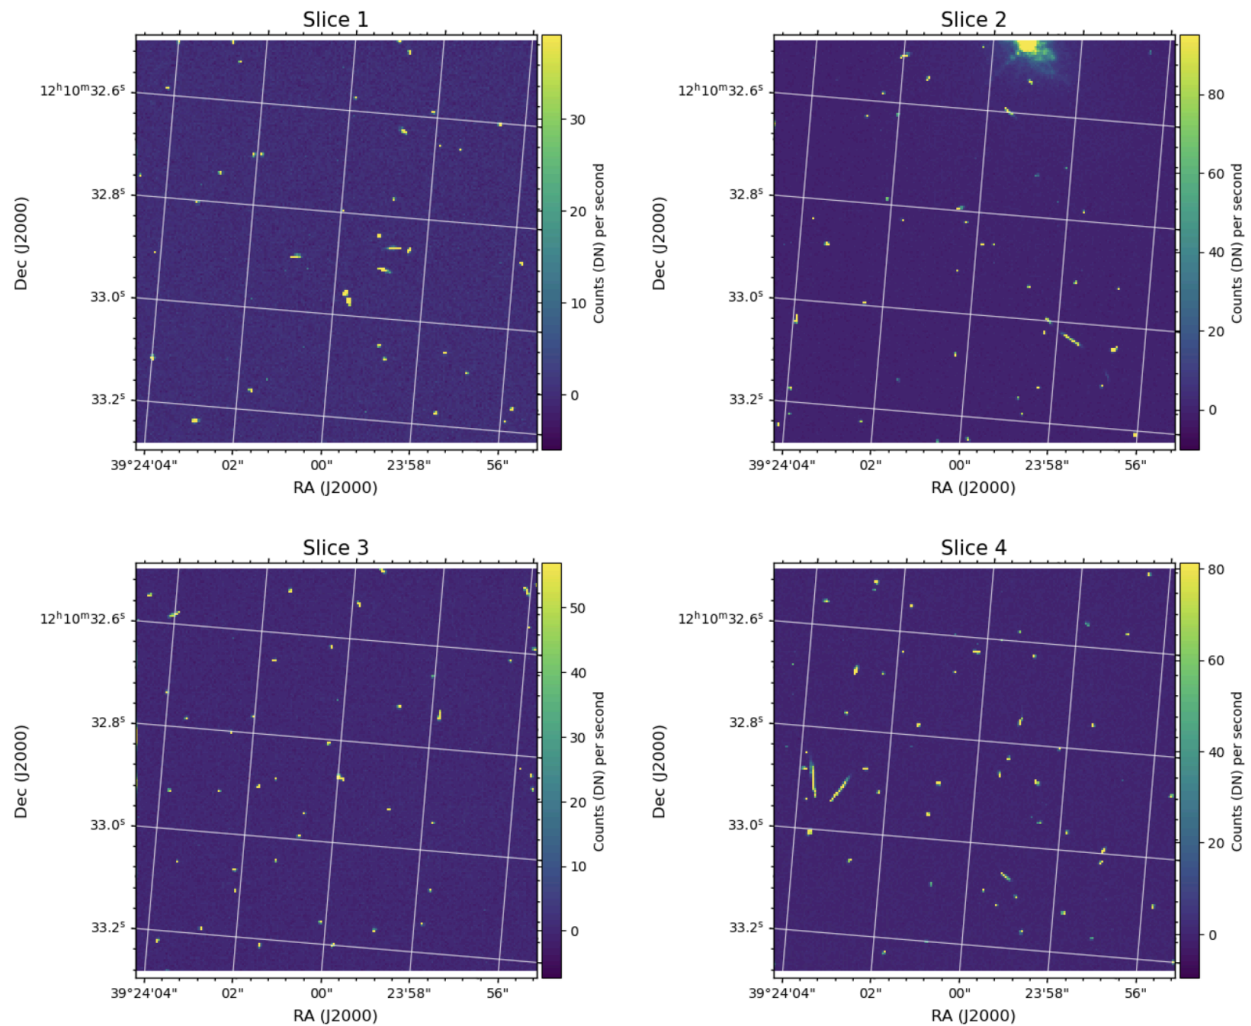 Slice 1
12ʰ10ᵐ32.6ˢ
32.8ˢ
33.0ˢ
33.2ˢ
Dec (J2000)
39°24'04" 02" 00" 23'58" 56"
RA (J2000)
30
20
10
0
Counts (DN) per second
Slice 2
12ʰ10ᵐ32.6ˢ
32.8ˢ
33.0ˢ
33.2ˢ
Dec (J2000)
39°24'04" 02" 00" 23'58" 56"
RA (J2000)
80
60
40
20
0
Counts (DN) per second
Slice 3
12ʰ10ᵐ32.6ˢ
32.8ˢ
33.0ˢ
33.2ˢ
Dec (J2000)
39°24'04" 02" 00" 23'58" 56"
RA (J2000)
50
40
30
20
10
0
Counts (DN) per second
Slice 4
12ʰ10ᵐ32.6ˢ
32.8ˢ
33.0ˢ
33.2ˢ
Dec (J2000)
39°24'04" 02" 00" 23'58" 56"
RA (J2000)
80
60
40
20
0
Counts (DN) per second